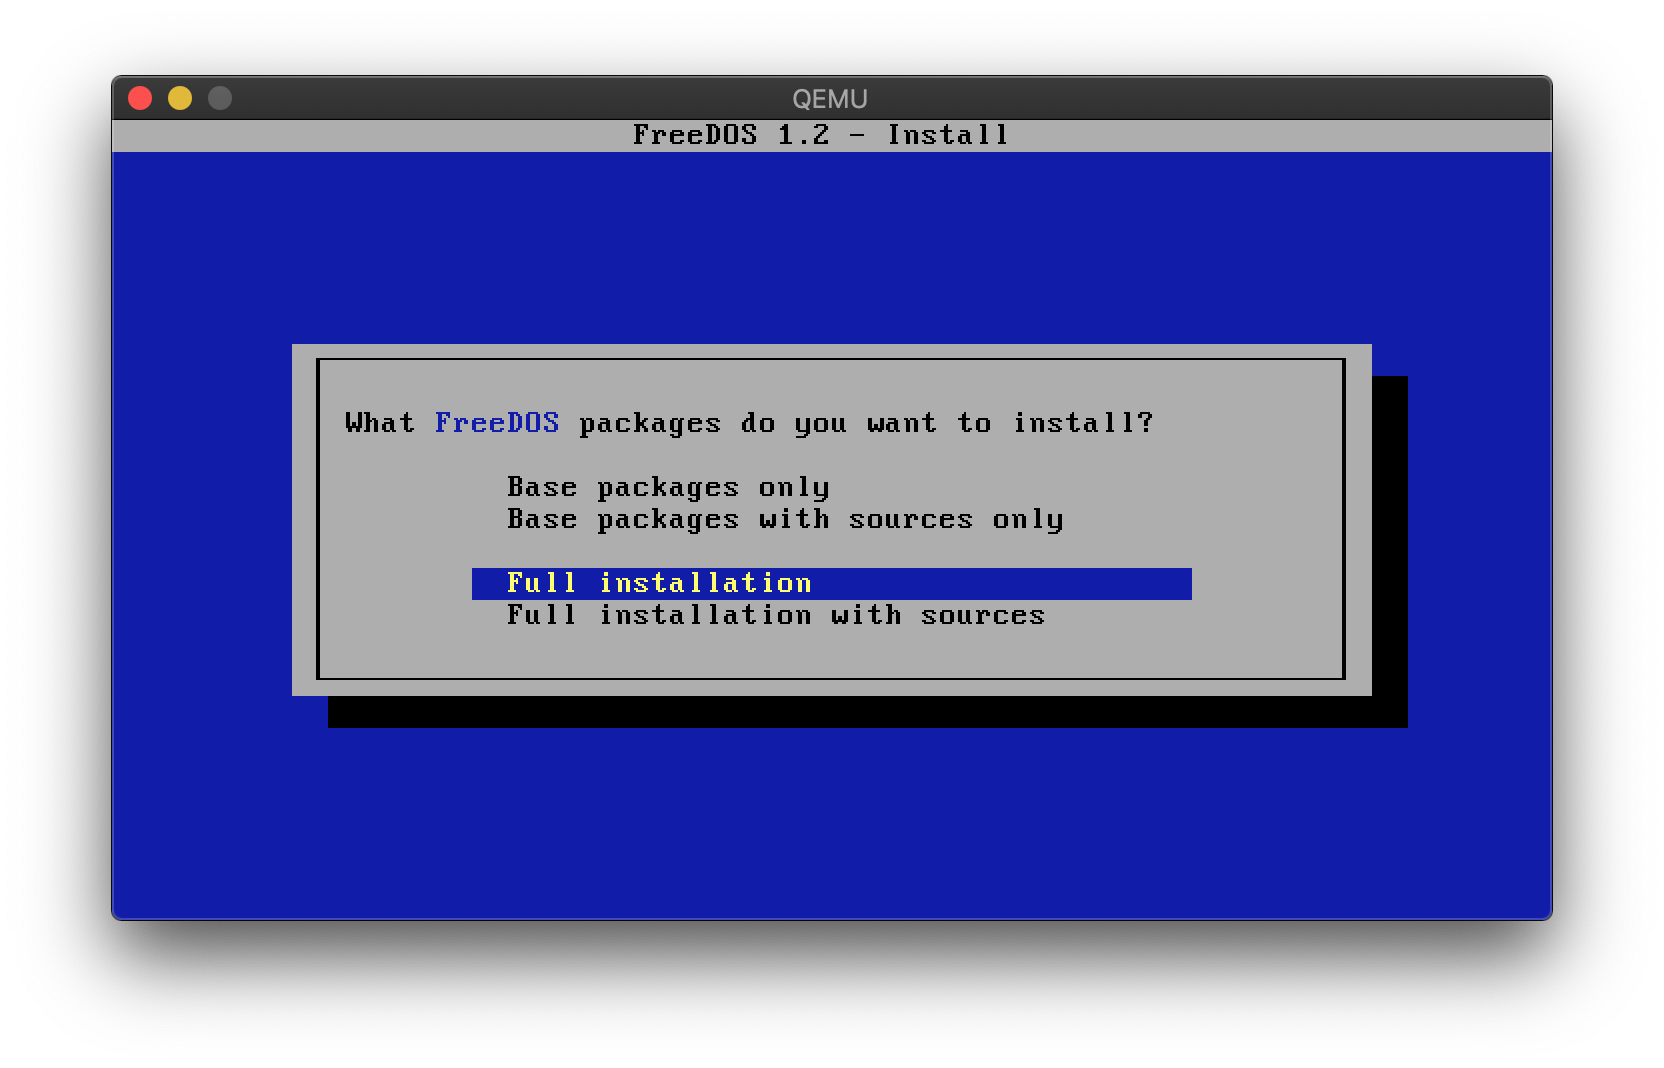 QEMU
FreeDOS 1.2 - Install
What FreeDOS packages do you want to install?
Base packages only
Base packages with sources only
Full installation
Full installation with sources